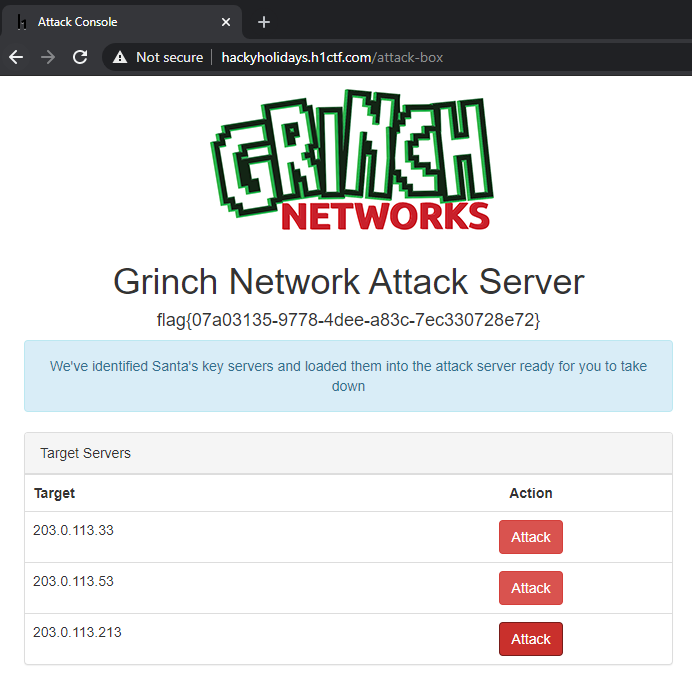 Attack Console
Not secure | hackyholidays.h1ctf.com/attack-box
GRINCH
NETWORKS
Grinch Network Attack Server
flag{07a03135-9778-4dee-a83c-7ec330728e72}
We've identified Santa's key servers and loaded them into the attack server ready for you to take
down
Target Servers
Target Action
203.0.113.33 Attack
203.0.113.53 Attack
203.0.113.213 Attack